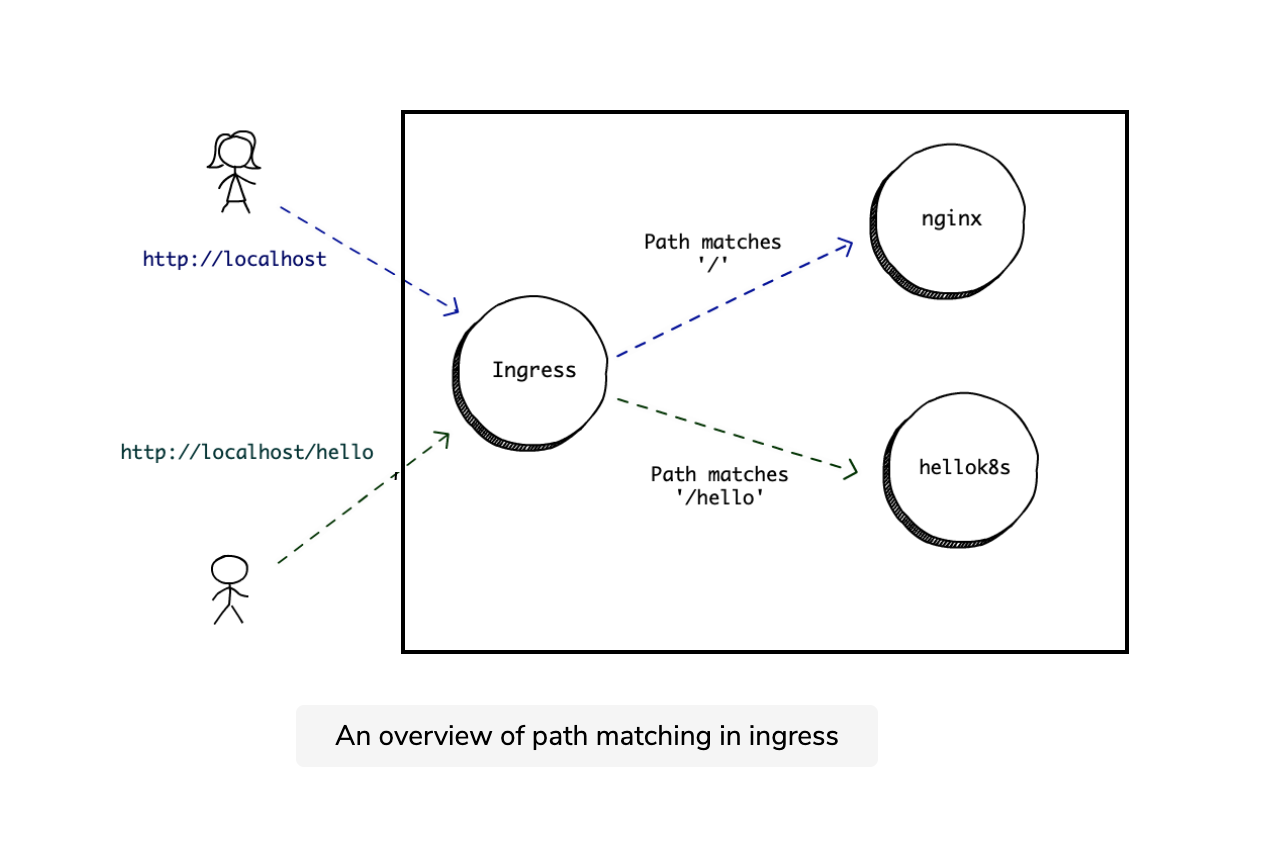 http://localhost
Path matches
'/'
nginx
Ingress
http://localhost/hello
Path matches
'/hello'
hellok8s
An overview of path matching in ingress